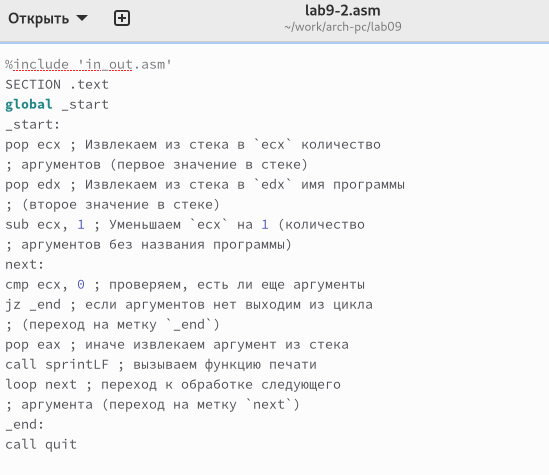 Открыть
lab9-2.asm
~/work/arch-pc/lab09
%include 'in_out.asm'
SECTION .text
global _start
_start:
pop ecx ; Извлекаем из стека в `ecx` количество
; аргументов (первое значение в стеке)
pop edx ; Извлекаем из стека в `edx` имя программы
; (второе значение в стеке)
sub ecx, 1 ; Уменьшаем `ecx` на 1 (количество
; аргументов без названия программы)
next:
cmp ecx, 0 ; проверяем, есть ли еще аргументы
jz _end ; если аргументов нет выходим из цикла
; (переход на метку `_end`)
pop eax ; иначе извлекаем аргумент из стека
call sprintLF ; вызываем функцию печати
loop next ; переход к обработке следующего
; аргумента (переход на метку `next`)
_end:
call quit